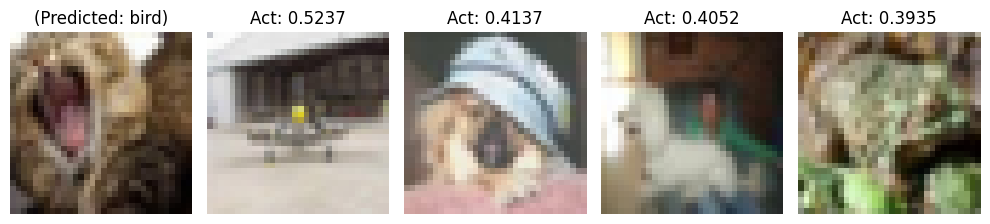 (Predicted: bird)
Act: 0.5237
Act: 0.4137
Act: 0.4052
Act: 0.3935